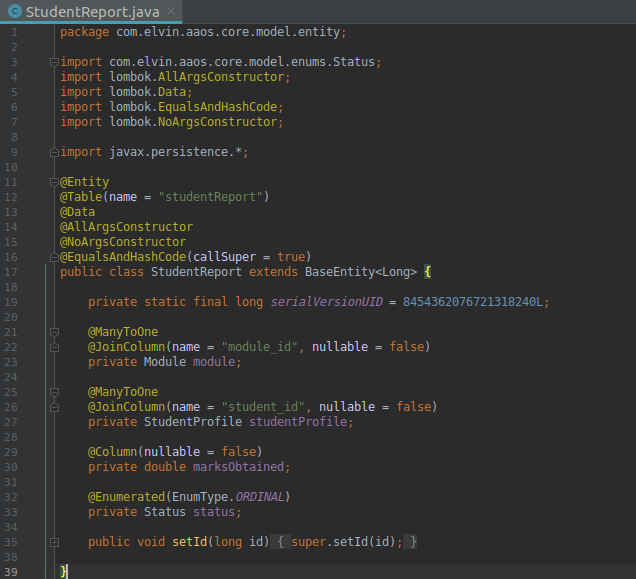 StudentReport.java
1 package com.elvin.aaos.core.model.entity;
2
3 import com.elvin.aaos.core.model.enums.Status;
4 import lombok.AllArgsConstructor;
5 import lombok.Data;
6 import lombok.EqualsAndHashCode;
7 import lombok.NoArgsConstructor;
8
9 import javax.persistence.*;
10
11 @Entity
12 @Table(name = "studentReport")
13 @Data
14 @AllArgsConstructor
15 @NoArgsConstructor
16 @EqualsAndHashCode(callSuper = true)
17 public class StudentReport extends BaseEntity<Long> {
18
19 private static final long serialVersionUID = 8454362076721318240L;
20
21 @ManyToOne
22 @JoinColumn(name = "module_id", nullable = false)
23 private Module module;
24
25 @ManyToOne
26 @JoinColumn(name = "student_id", nullable = false)
27 private StudentProfile studentProfile;
28
29 @Column(nullable = false)
30 private double marksObtained;
31
32 @Enumerated(EnumType.ORDINAL)
33 private Status status;
34
35 public void setId(long id) { super.setId(id); }
38
39 }